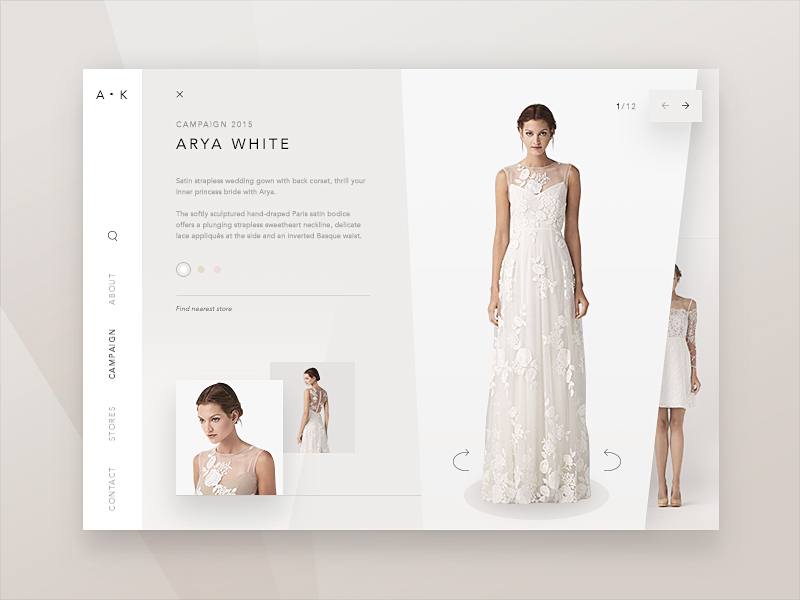 A • K
ABOUT
CAMPAIGN
STORES
CONTACT
CAMPAIGN 2015
ARYA WHITE
Satin strapless wedding gown with back corset, thrill your
inner princess bride with Arya.
The softly sculptured hand-draped Paris satin bodice
offers a plunging strapless sweetheart neckline, delicate
lace appliqués at the side and an inverted Basque waist.
Find nearest store
1/12